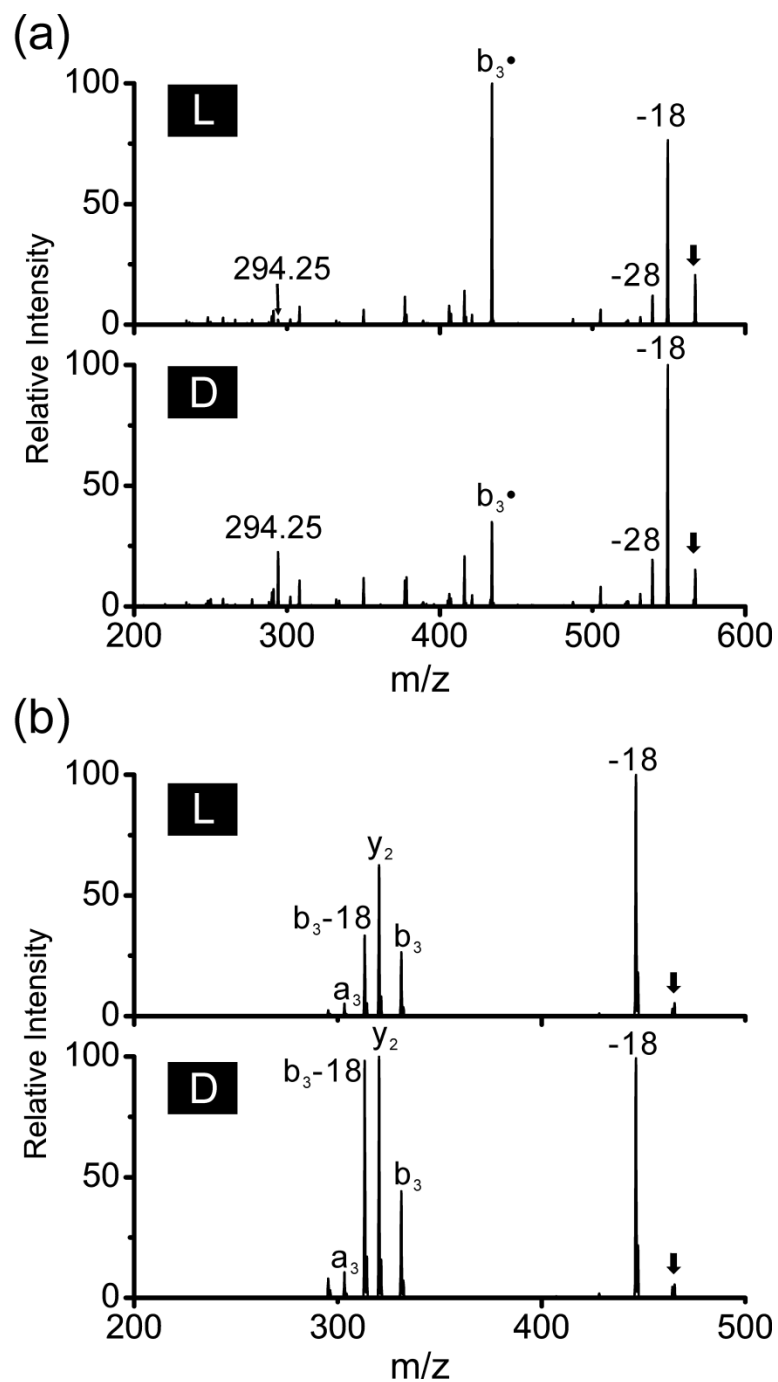 (a)
L
b₃•
-18
294.25
-28
100
50
0
D
-18
b₃•
294.25
-28
100
50
0
200 300 400 500 600
Relative Intensity
m/z
(b)
L
-18
y₂
b₃-18
b₃
a₃
100
50
0
D
y₂
-18
b₃-18
b₃
a₃
100
50
0
200 300 400 500
Relative Intensity
m/z